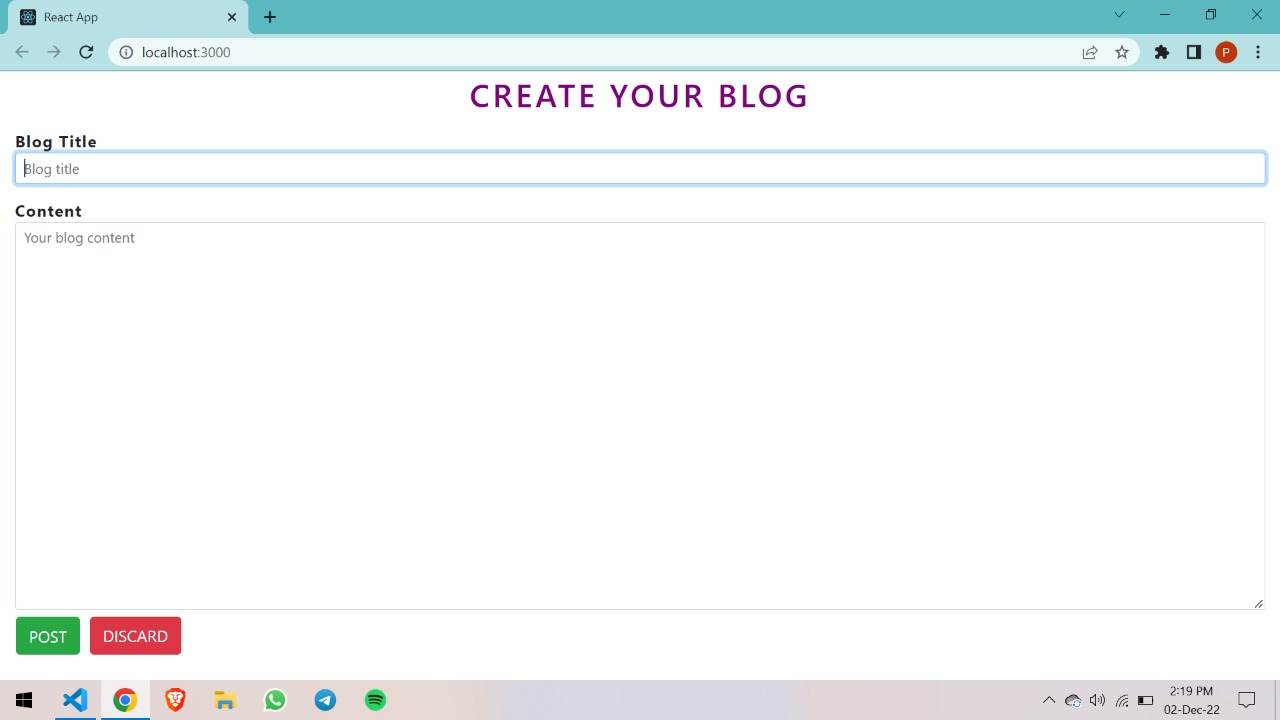 React App
localhost:3000
P
CREATE YOUR BLOG
Blog Title
Blog title
Content
Your blog content
POST DISCARD
2:19 PM
02-Dec-22